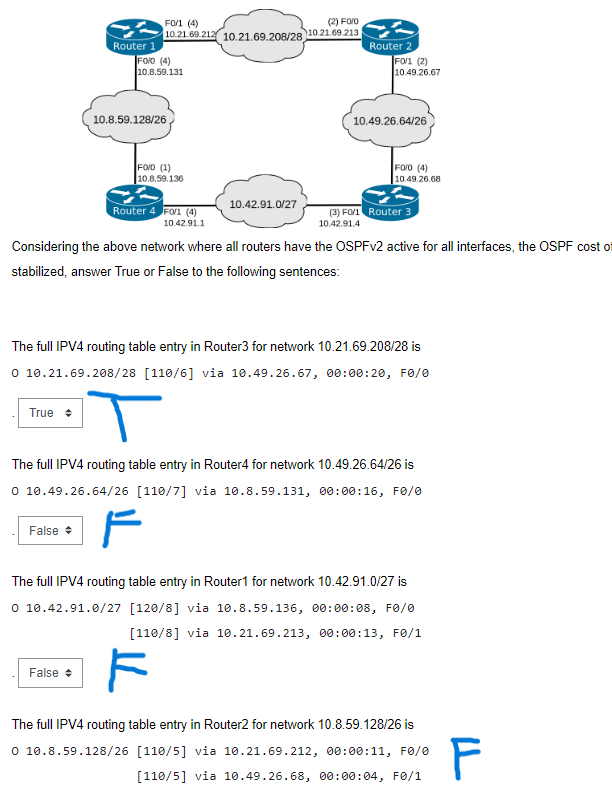 F0/1 (4)
10.21.69.212
10.21.69.208/28
(2) F0/0
10.21.69.213
Router 1
Router 2
F0/0 (4)
10.8.59.131
F0/1 (2)
10.49.26.67
10.8.59.128/26
10.49.26.64/26
F0/0 (1)
10.8.59.136
F0/0 (4)
10.49.26.68
Router 4
F0/1 (4)
10.42.91.1
10.42.91.0/27
(3) F0/1
10.42.91.4
Router 3
Considering the above network where all routers have the OSPFv2 active for all interfaces, the OSPF cost of
stabilized, answer True or False to the following sentences:
The full IPV4 routing table entry in Router3 for network 10.21.69.208/28 is
O 10.21.69.208/28 [110/6] via 10.49.26.67, 00:00:20, F0/0
. True
T
The full IPV4 routing table entry in Router4 for network 10.49.26.64/26 is
O 10.49.26.64/26 [110/7] via 10.8.59.131, 00:00:16, F0/0
. False
F
The full IPV4 routing table entry in Router1 for network 10.42.91.0/27 is
O 10.42.91.0/27 [120/8] via 10.8.59.136, 00:00:08, F0/0
[110/8] via 10.21.69.213, 00:00:13, F0/1
. False
F
The full IPV4 routing table entry in Router2 for network 10.8.59.128/26 is
O 10.8.59.128/26 [110/5] via 10.21.69.212, 00:00:11, F0/0
[110/5] via 10.49.26.68, 00:00:04, F0/1
F